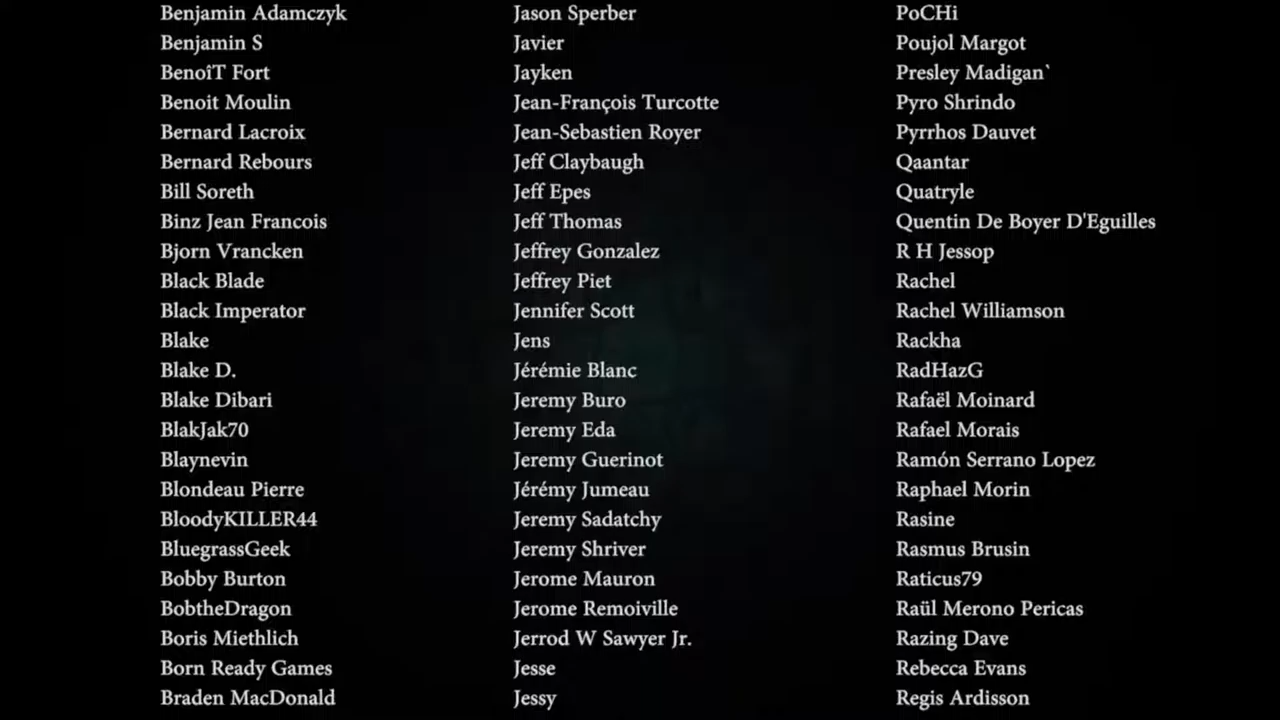 Benjamin Adamczyk
Benjamin S
BenoîT Fort
Benoit Moulin
Bernard Lacroix
Bernard Rebours
Bill Soreth
Binz Jean Francois
Bjorn Vrancken
Black Blade
Black Imperator
Blake
Blake D.
Blake Dibari
BlakJak70
Blaynevin
Blondeau Pierre
BloodyKILLER44
BluegrassGeek
Bobby Burton
BobtheDragon
Boris Miethlich
Born Ready Games
Braden MacDonald
Jason Sperber
Javier
Jayken
Jean-François Turcotte
Jean-Sebastien Royer
Jeff Claybaugh
Jeff Epes
Jeff Thomas
Jeffrey Gonzalez
Jeffrey Piet
Jennifer Scott
Jens
Jérémie Blanc
Jeremy Buro
Jeremy Eda
Jeremy Guerinot
Jérémy Jumeau
Jeremy Sadatchy
Jeremy Shriver
Jerome Mauron
Jerome Remoiville
Jerrod W Sawyer Jr.
Jesse
Jessy
PoCHi
Poujol Margot
Presley Madigan`
Pyro Shrindo
Pyrrhos Dauvet
Qaantar
Quatryle
Quentin De Boyer D'Eguilles
R H Jessop
Rachel
Rachel Williamson
Rackha
RadHazG
Rafaël Moinard
Rafael Morais
Ramón Serrano Lopez
Raphael Morin
Rasine
Rasmus Brusin
Raticus79
Raül Merono Pericas
Razing Dave
Rebecca Evans
Regis Ardisson